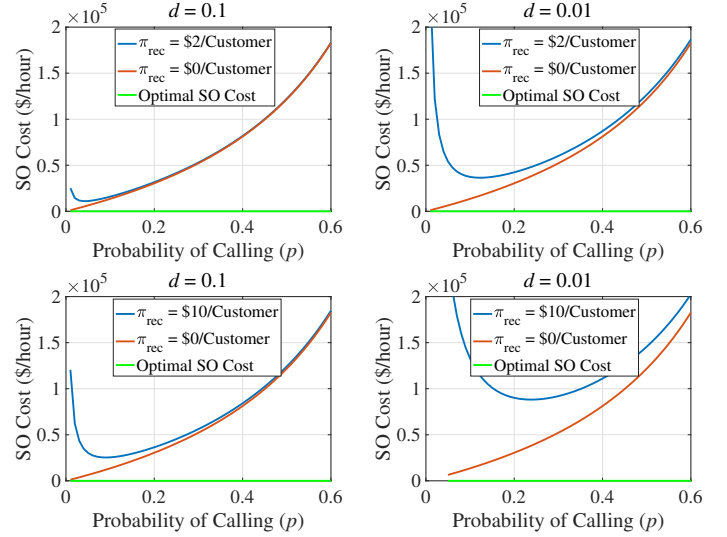 d = 0.1
×10⁵
SO Cost ($/hour)
2
1.5
1
0.5
0
π_rec = $2/Customer
π_rec = $0/Customer
Optimal SO Cost
0 0.2 0.4 0.6
Probability of Calling (p)
d = 0.01
×10⁵
SO Cost ($/hour)
2
1.5
1
0.5
0
π_rec = $2/Customer
π_rec = $0/Customer
Optimal SO Cost
0 0.2 0.4 0.6
Probability of Calling (p)
d = 0.1
×10⁵
SO Cost ($/hour)
2
1.5
1
0.5
0
π_rec = $10/Customer
π_rec = $0/Customer
Optimal SO Cost
0 0.2 0.4 0.6
Probability of Calling (p)
d = 0.01
×10⁵
SO Cost ($/hour)
2
1.5
1
0.5
0
π_rec = $10/Customer
π_rec = $0/Customer
Optimal SO Cost
0 0.2 0.4 0.6
Probability of Calling (p)